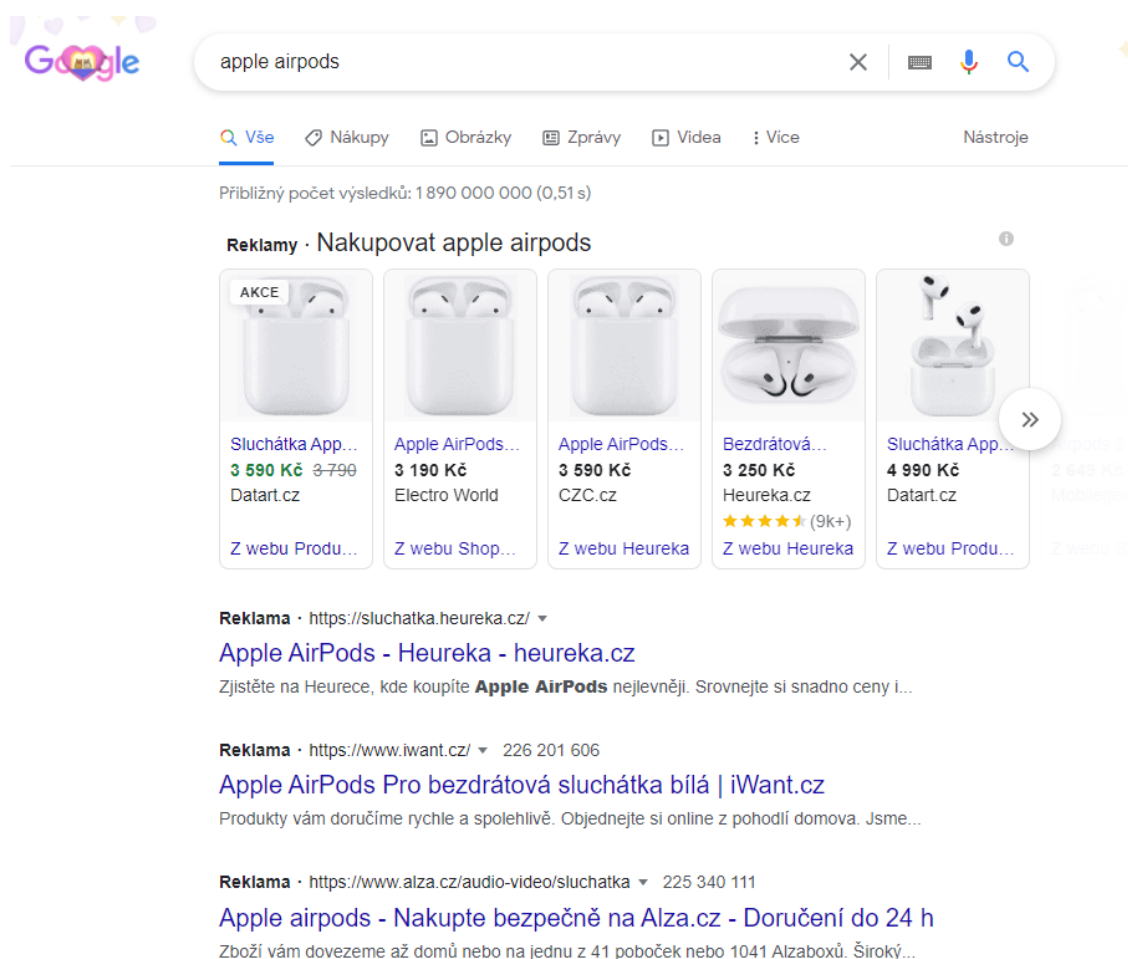 Google
apple airpods
Vše Nákupy Obrázky Zprávy Videa Více Nástroje
Přibližný počet výsledků: 1 890 000 000 (0,51 s)
Reklamy · Nakupovat apple airpods
AKCE
Sluchátka App...
3 590 Kč 3 790
Datart.cz
Z webu Produ...
Apple AirPods...
3 190 Kč
Electro World
Z webu Shop...
Apple AirPods...
3 590 Kč
CZC.cz
Z webu Heureka
Bezdrátová...
3 250 Kč
Heureka.cz
(9k+)
Z webu Heureka
Sluchátka App...
4 990 Kč
Datart.cz
Z webu Produ...
2 649 Kč
Reklama · https://sluchatka.heureka.cz/
Apple AirPods - Heureka - heureka.cz
Zjistěte na Heurece, kde koupíte Apple AirPods nejlevněji. Srovnejte si snadno ceny i...
Reklama · https://www.iwant.cz/ 226 201 606
Apple AirPods Pro bezdrátová sluchátka bílá | iWant.cz
Produkty vám doručíme rychle a spolehlivě. Objednejte si online z pohodlí domova. Jsme...
Reklama · https://www.alza.cz/audio-video/sluchatka 225 340 111
Apple airpods - Nakupte bezpečně na Alza.cz - Doručení do 24 h
Zboží vám dovezeme až domů nebo na jednu z 41 poboček nebo 1041 Alzaboxů. Široký...